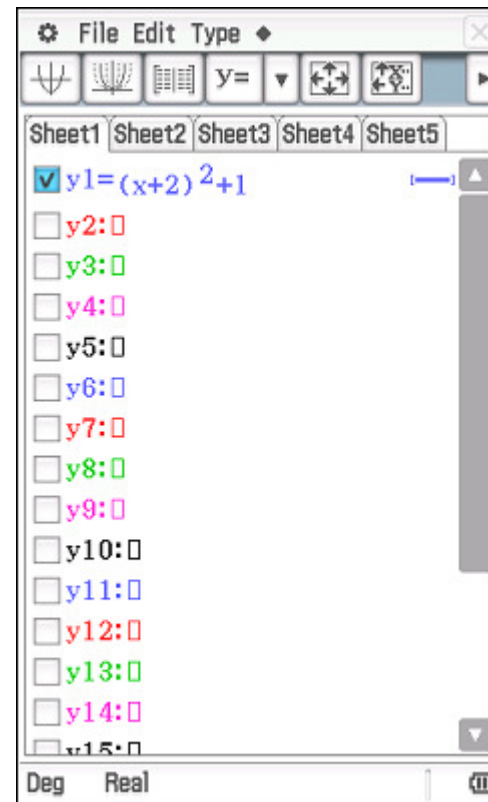 File Edit Type ◆
y=
Sheet1 Sheet2 Sheet3 Sheet4 Sheet5
y1=(x+2)²+1
y2:▯
y3:▯
y4:▯
y5:▯
y6:▯
y7:▯
y8:▯
y9:▯
y10:▯
y11:▯
y12:▯
y13:▯
y14:▯
y15:▯
Deg Real